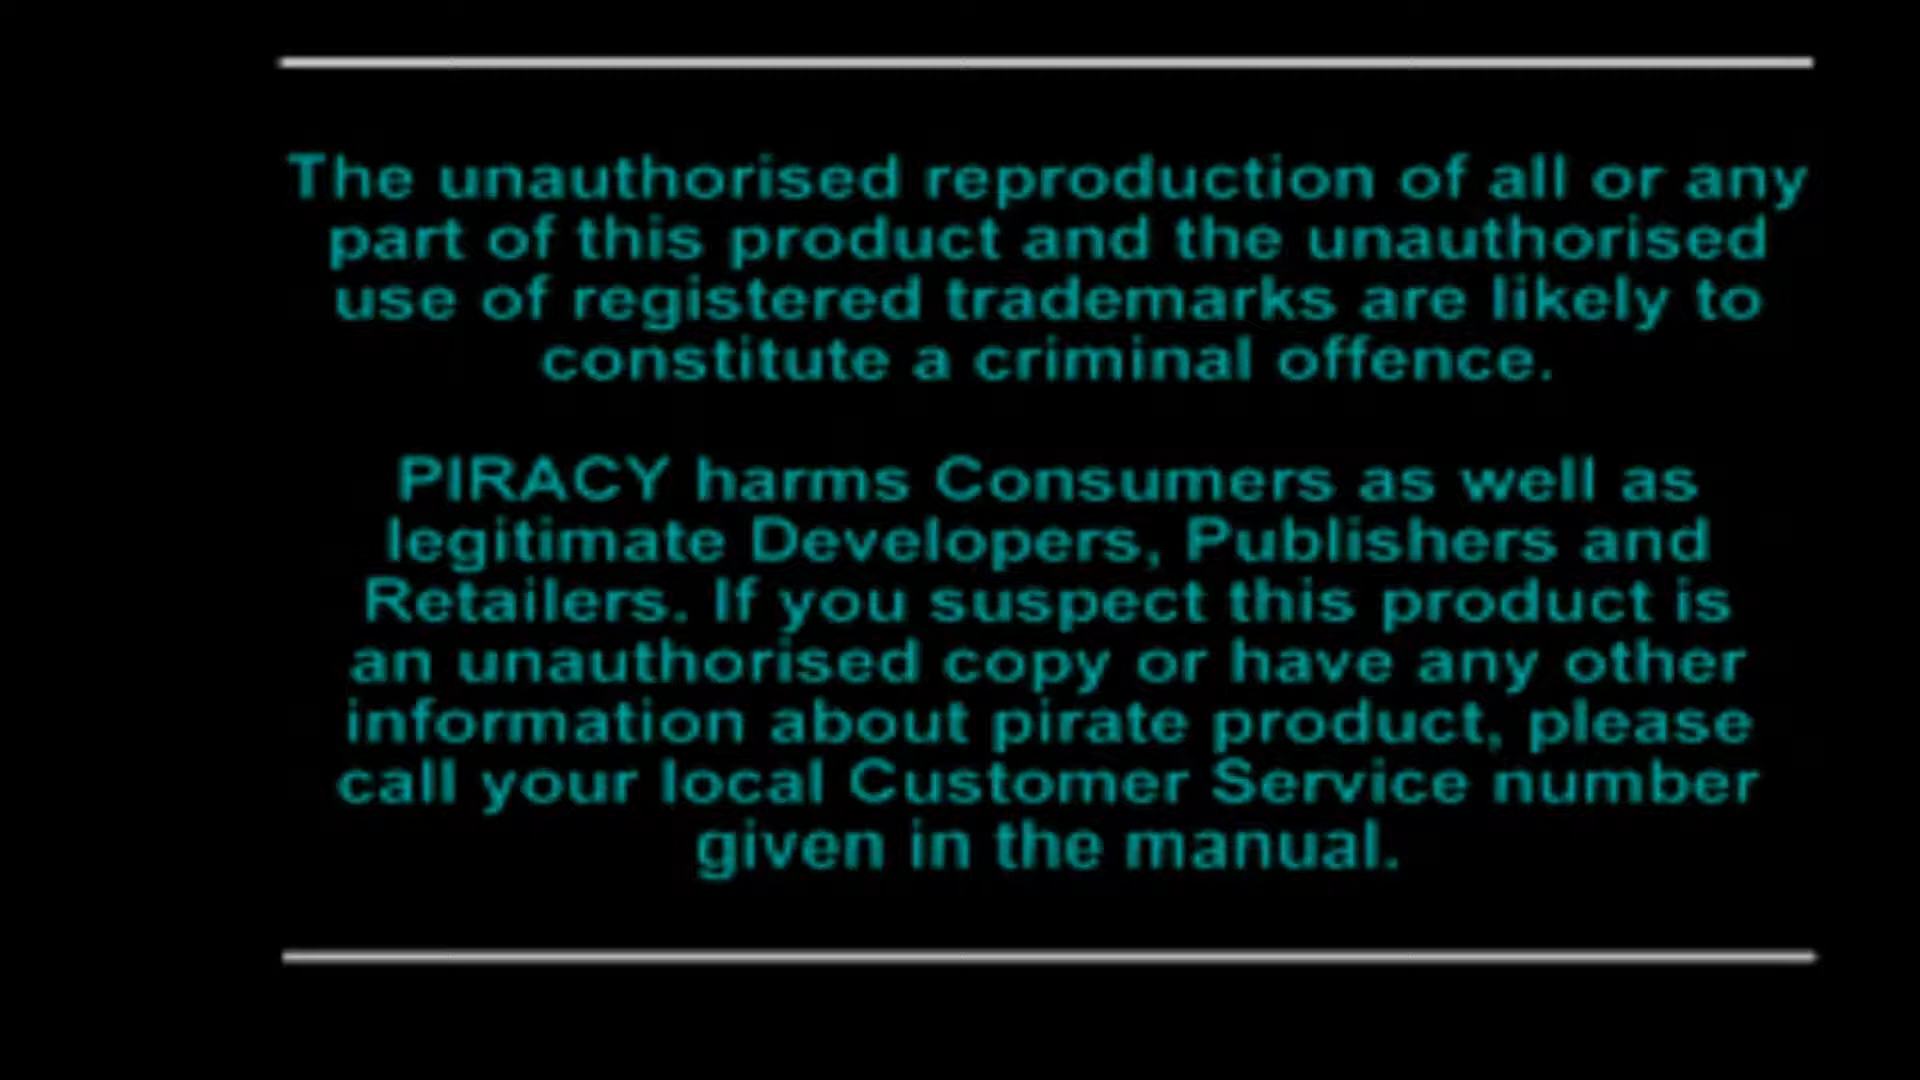 The unauthorised reproduction of all or any
part of this product and the unauthorised
use of registered trademarks are likely to
constitute a criminal offence.
PIRACY harms Consumers as well as
legitimate Developers, Publishers and
Retailers. If you suspect this product is
an unauthorised copy or have any other
information about pirate product, please
call your local Customer Service number
given in the manual.